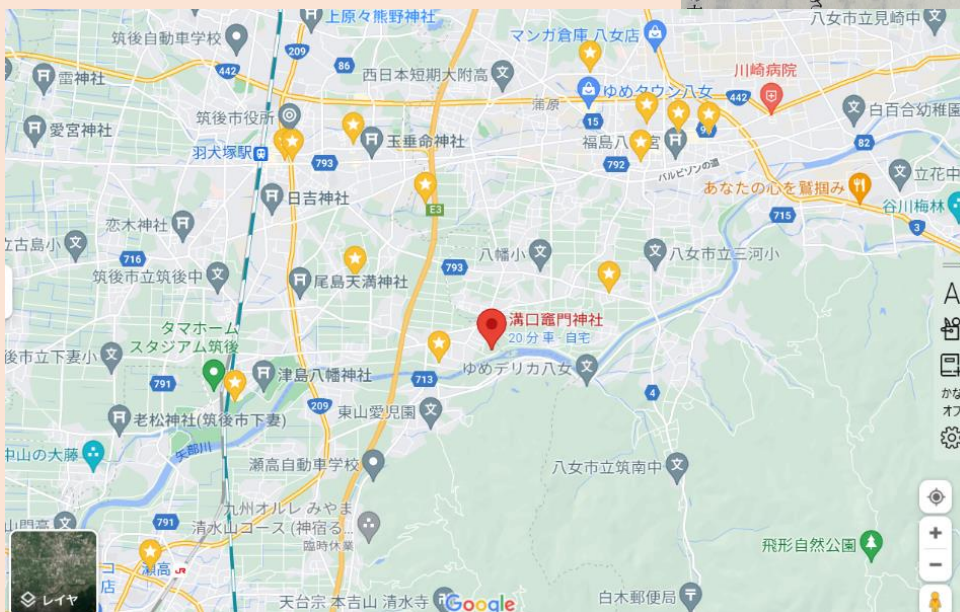 上原々熊野神社
八女市立見崎中
筑後自動車学校
209
マンガ倉庫 八女店
442
86
西日本短期大附高
川崎病院
雷神社
ゆめタウン八女
蒲原
442
白百合幼稚園
筑後市役所
15
愛宮神社
玉垂命神社
福島八
宮
82
羽犬塚駅
793
792
バルビゾンの道
立花中
日吉神社
あなたの心を鷲掴み
E3
谷川梅林
恋木神社
715
3
立古島小
716
八幡小
八女市立三河小
793
筑後市立筑後中
尾島天満神社
溝口竈門神社
20 分 車 - 自宅
タマホーム
スタジアム筑後
後市立下妻小
ゆめデリカ八女
791
津島八幡神社
713
4
209
老松神社(筑後市下妻)
東山愛児園
矢部川
中山の大藤
瀬高自動車学校
八女市立筑南中
九州オルレ みやま
清水山コース (神宿る...
臨時休業
山門高
791
飛形自然公園
瀬高
JR
コ
店
レイヤ
天台宗 本吉山 清水寺
Google
白木郵便局
A
かな
オフ